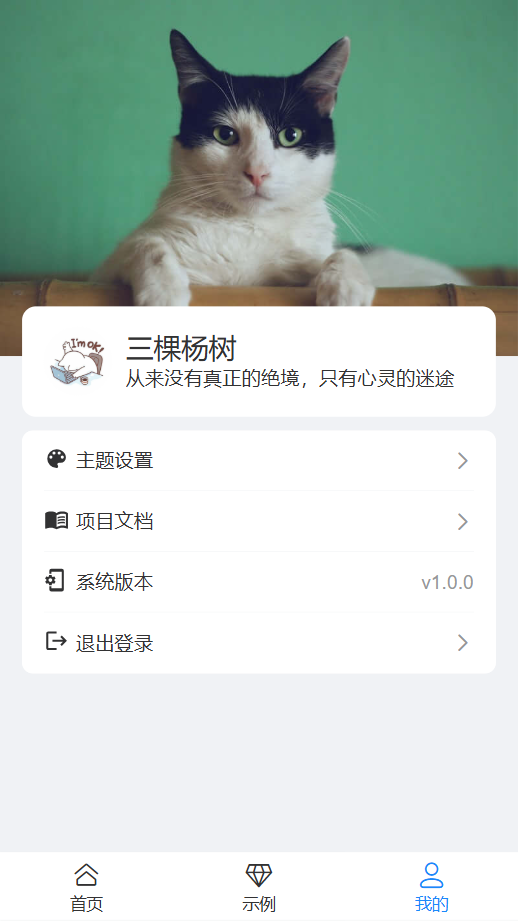 I'm OK!
三棵杨树
从来没有真正的绝境，只有心灵的迷途
主题设置
项目文档
系统版本 v1.0.0
退出登录
首页 示例 我的